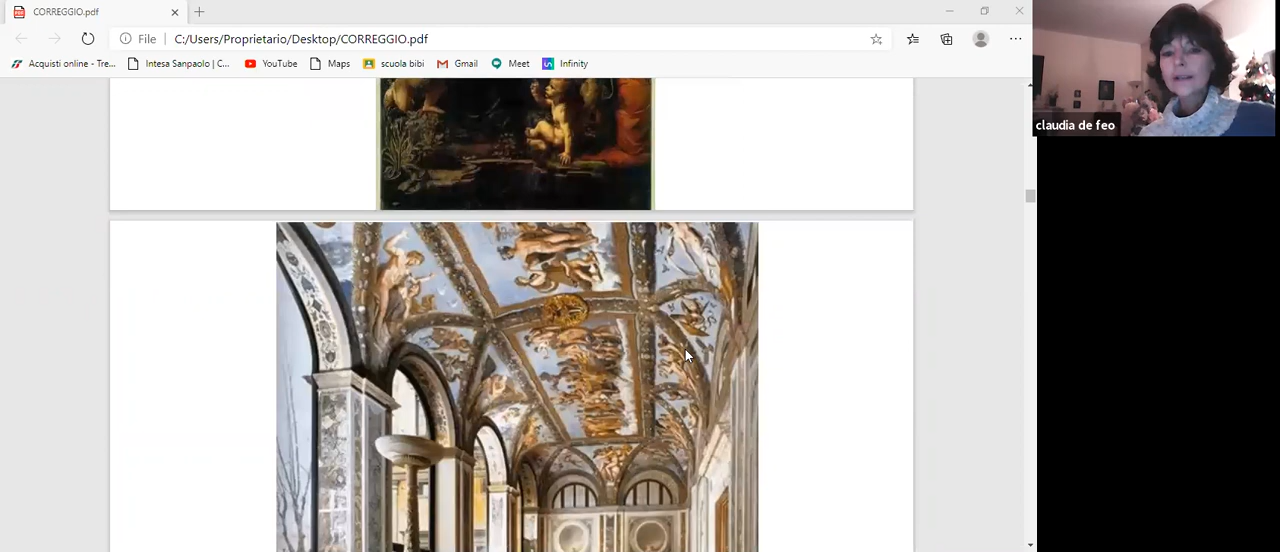 CORREGGIO.pdf
File
C:/Users/Proprietario/Desktop/CORREGGIO.pdf
Acquisti online - Tre...
Intesa Sanpaolo | C...
YouTube
Maps
scuola bibi
Gmail
Meet
Infinity
claudia de feo